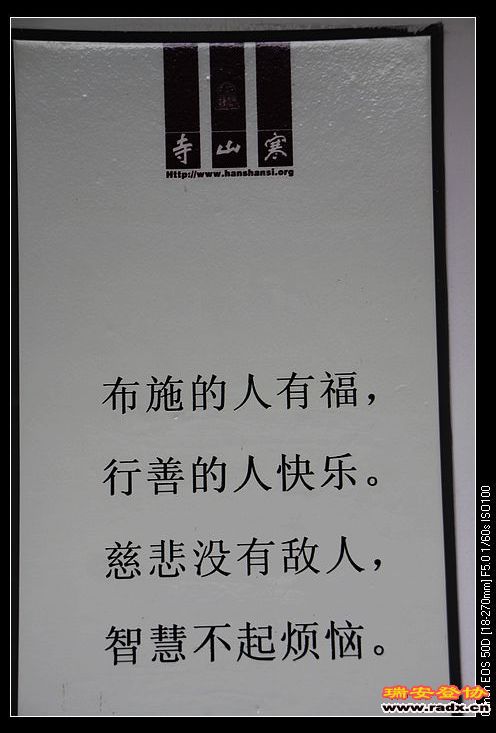 寺山寒
Http://www.hanshansi.org
布施的人有福，
行善的人快乐。
慈悲没有敌人，
智慧不起烦恼。
瑞安登协
www.radx.cn
Canon EOS 50D [18-270mm] F5.0 1/60s ISO100